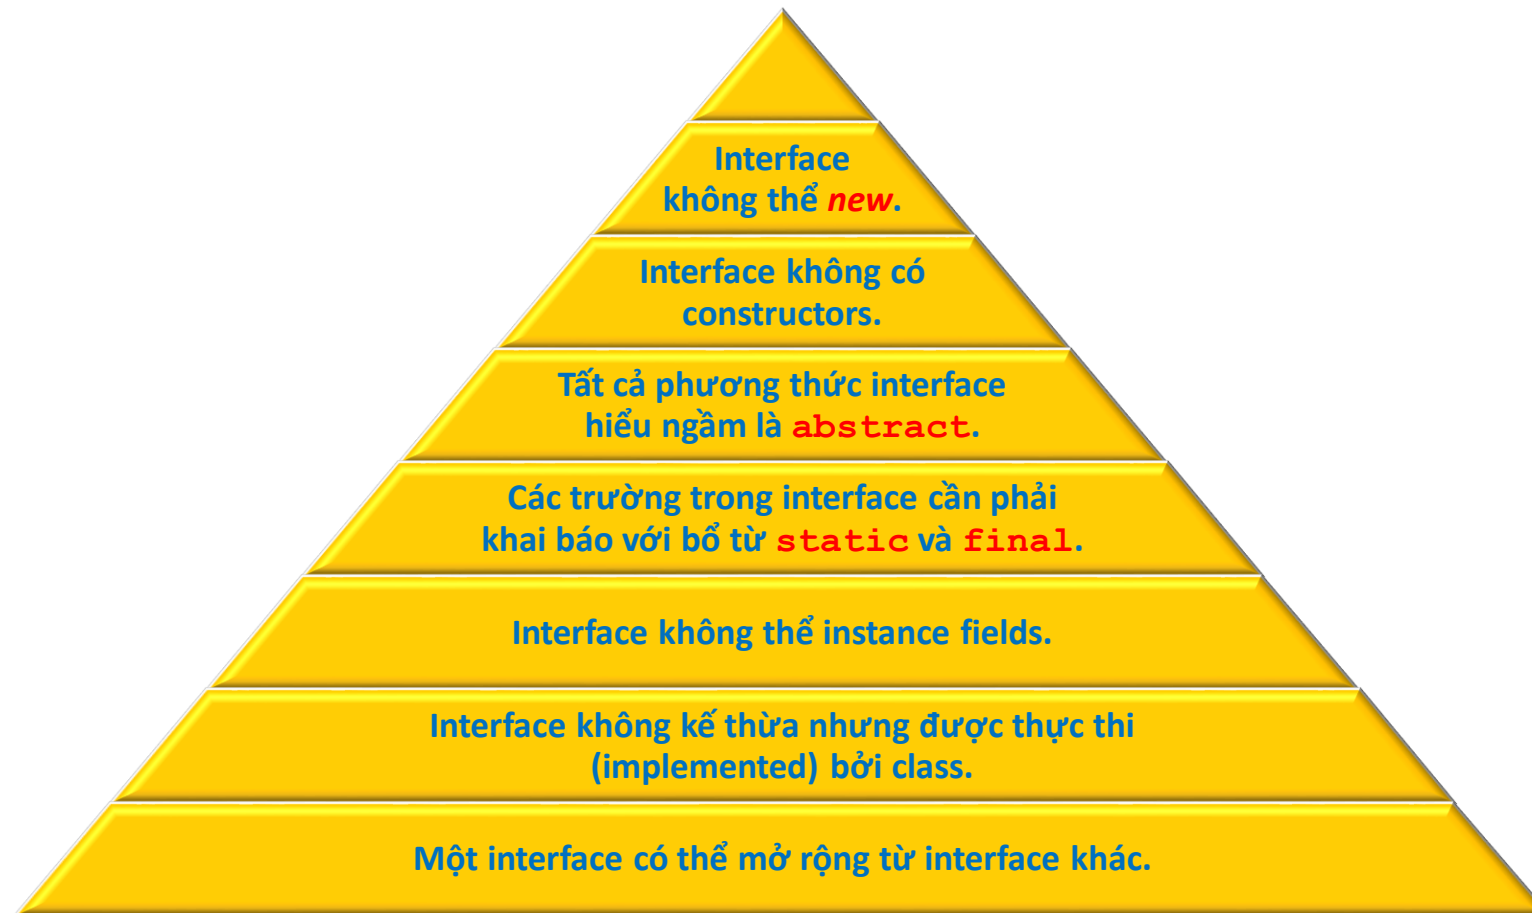 Interface
không thể new.
Interface không có
constructors.
Tất cả phương thức interface
hiểu ngầm là abstract.
Các trường trong interface cần phải
khai báo với bổ từ static và final.
Interface không thể instance fields.
Interface không kế thừa nhưng được thực thi
(implemented) bởi class.
Một interface có thể mở rộng từ interface khác.